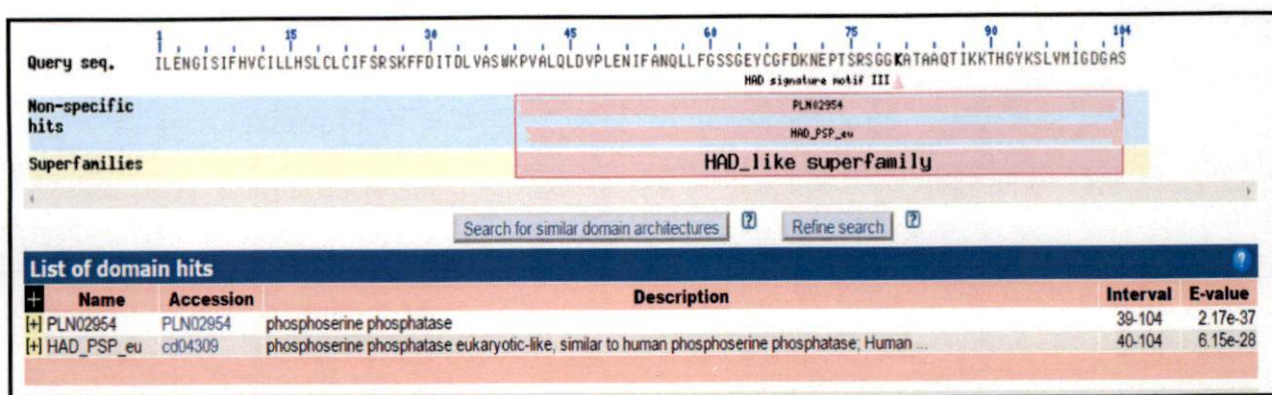 1 15 30 45 60 75 90 104
Query seq. ILENGISIFHVCILLHSLCLCIFSRSKFFDITDLVASWKPVALQLDVPLENIFANQLLFGSSGEYCGFDKNEPTSRSGGKATAAQTIKKTHGYKSLVMIGDGAS
HAD signature motif III
Non-specific hits
PLN02954
HAD_PSP_eu
Superfamilies
HAD_like superfamily
Search for similar domain architectures ? Refine search ?
List of domain hits ?
+ Name Accession Description Interval E-value
[+] PLN02954 PLN02954 phosphoserine phosphatase 39-104 2.17e-37
[+] HAD_PSP_eu cd04309 phosphoserine phosphatase eukaryotic-like, similar to human phosphoserine phosphatase; Human ... 40-104 6.15e-28